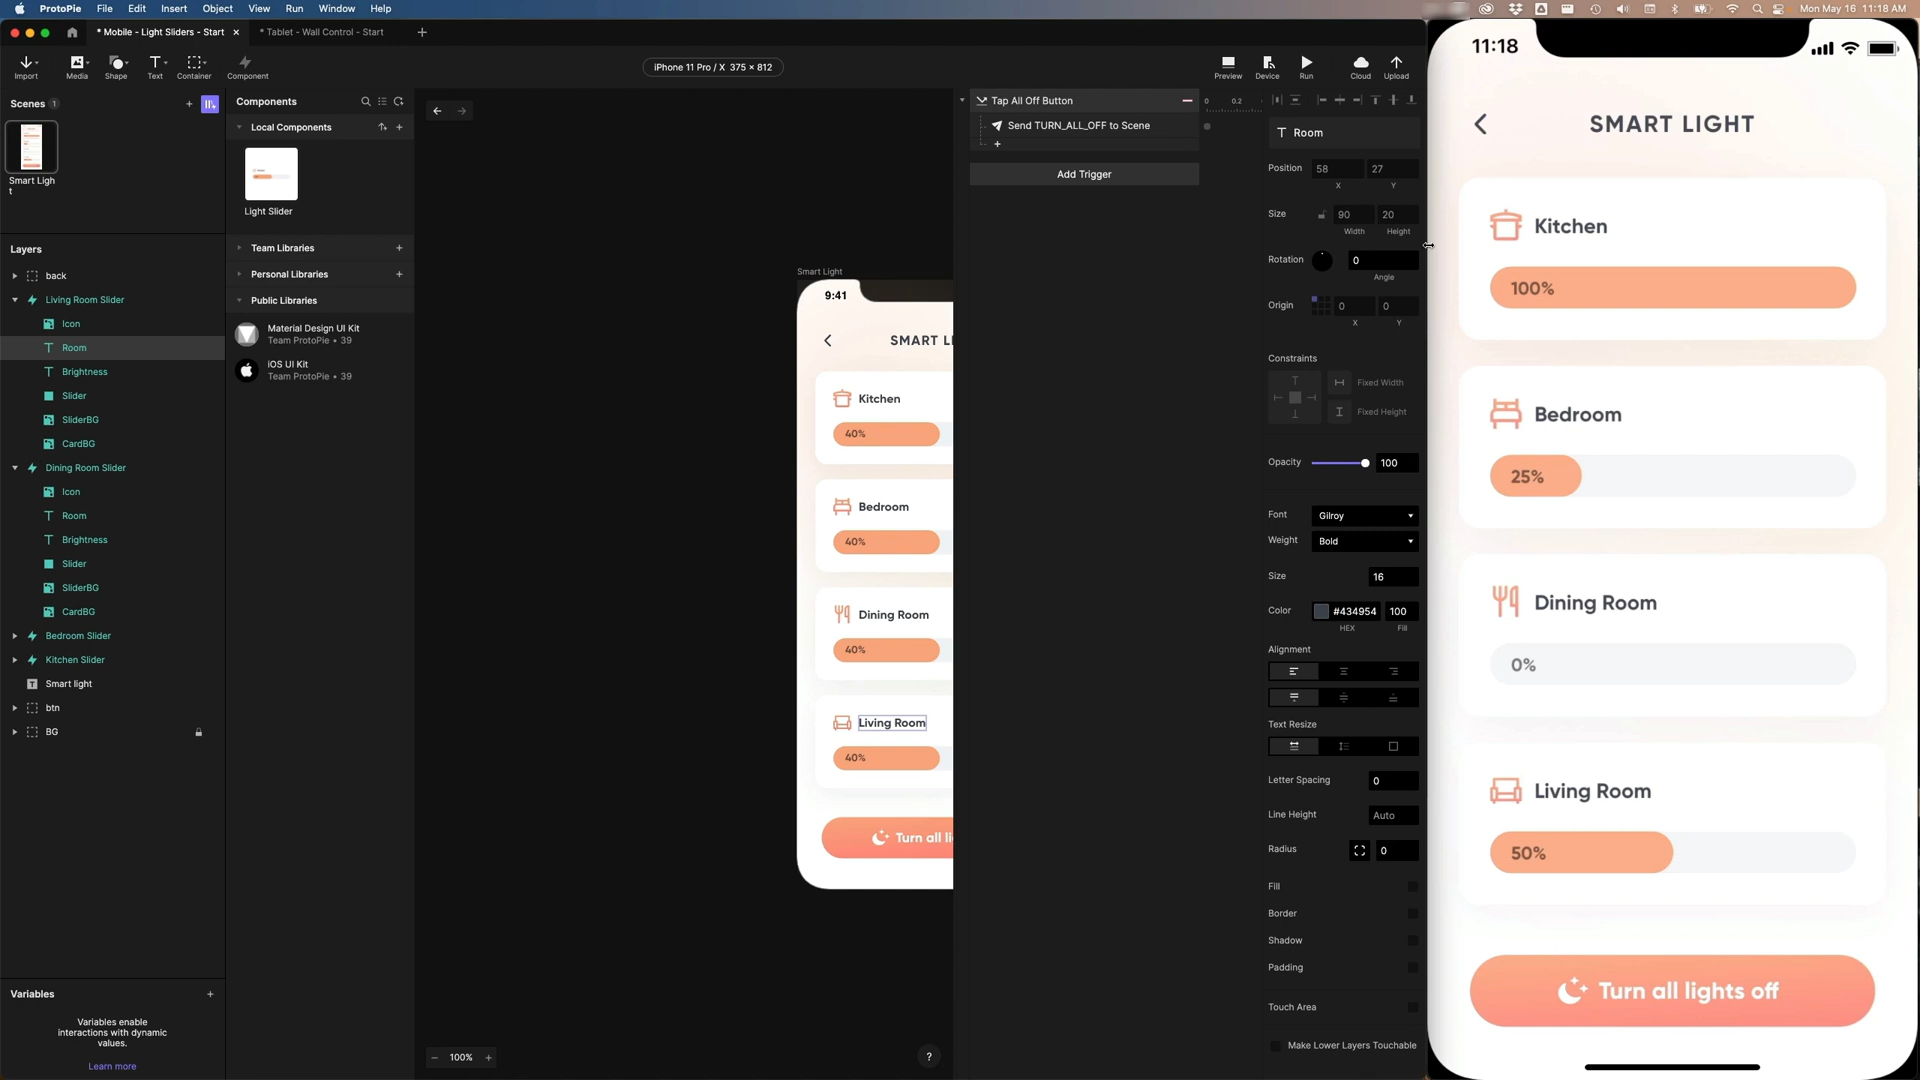 ProtoPie File Edit Insert Object View Run Window Help
Mon May 16 11:18 AM
* Mobile - Light Sliders - Start
* Tablet - Wall Control - Start
Import
Media
Shape
Text
Container
Component
iPhone 11 Pro / X 375 × 812
Preview
Device
Run
Cloud
Upload
Scenes 1
Smart Ligh
t
Layers
back
Living Room Slider
Icon
Room
Brightness
Slider
SliderBG
CardBG
Dining Room Slider
Icon
Room
Brightness
Slider
SliderBG
CardBG
Bedroom Slider
Kitchen Slider
Smart light
btn
BG
Variables
Variables enable
interactions with dynamic
values.
Learn more
Components
Local Components
Light Slider
Team Libraries
Personal Libraries
Public Libraries
Material Design UI Kit
Team ProtoPie • 39
iOS UI Kit
Team ProtoPie • 39
Smart Light
9:41
SMART LI
Kitchen
40%
Bedroom
40%
Dining Room
40%
Living Room
40%
Turn all li
100%
?
Tap All Off Button
0 0.2
Send TURN_ALL_OFF to Scene
Add Trigger
Room
Position 58 27
X Y
Size 90 20
Width Height
Rotation 0
Angle
Origin 0 0
X Y
Constraints
Fixed Width
Fixed Height
Opacity 100
Font Gilroy
Weight Bold
Size 16
Color #434954 100
HEX Fill
Alignment
Text Resize
Letter Spacing 0
Line Height Auto
Radius 0
Fill
Border
Shadow
Padding
Touch Area
Make Lower Layers Touchable
11:18
SMART LIGHT
Kitchen
100%
Bedroom
25%
Dining Room
0%
Living Room
50%
Turn all lights off